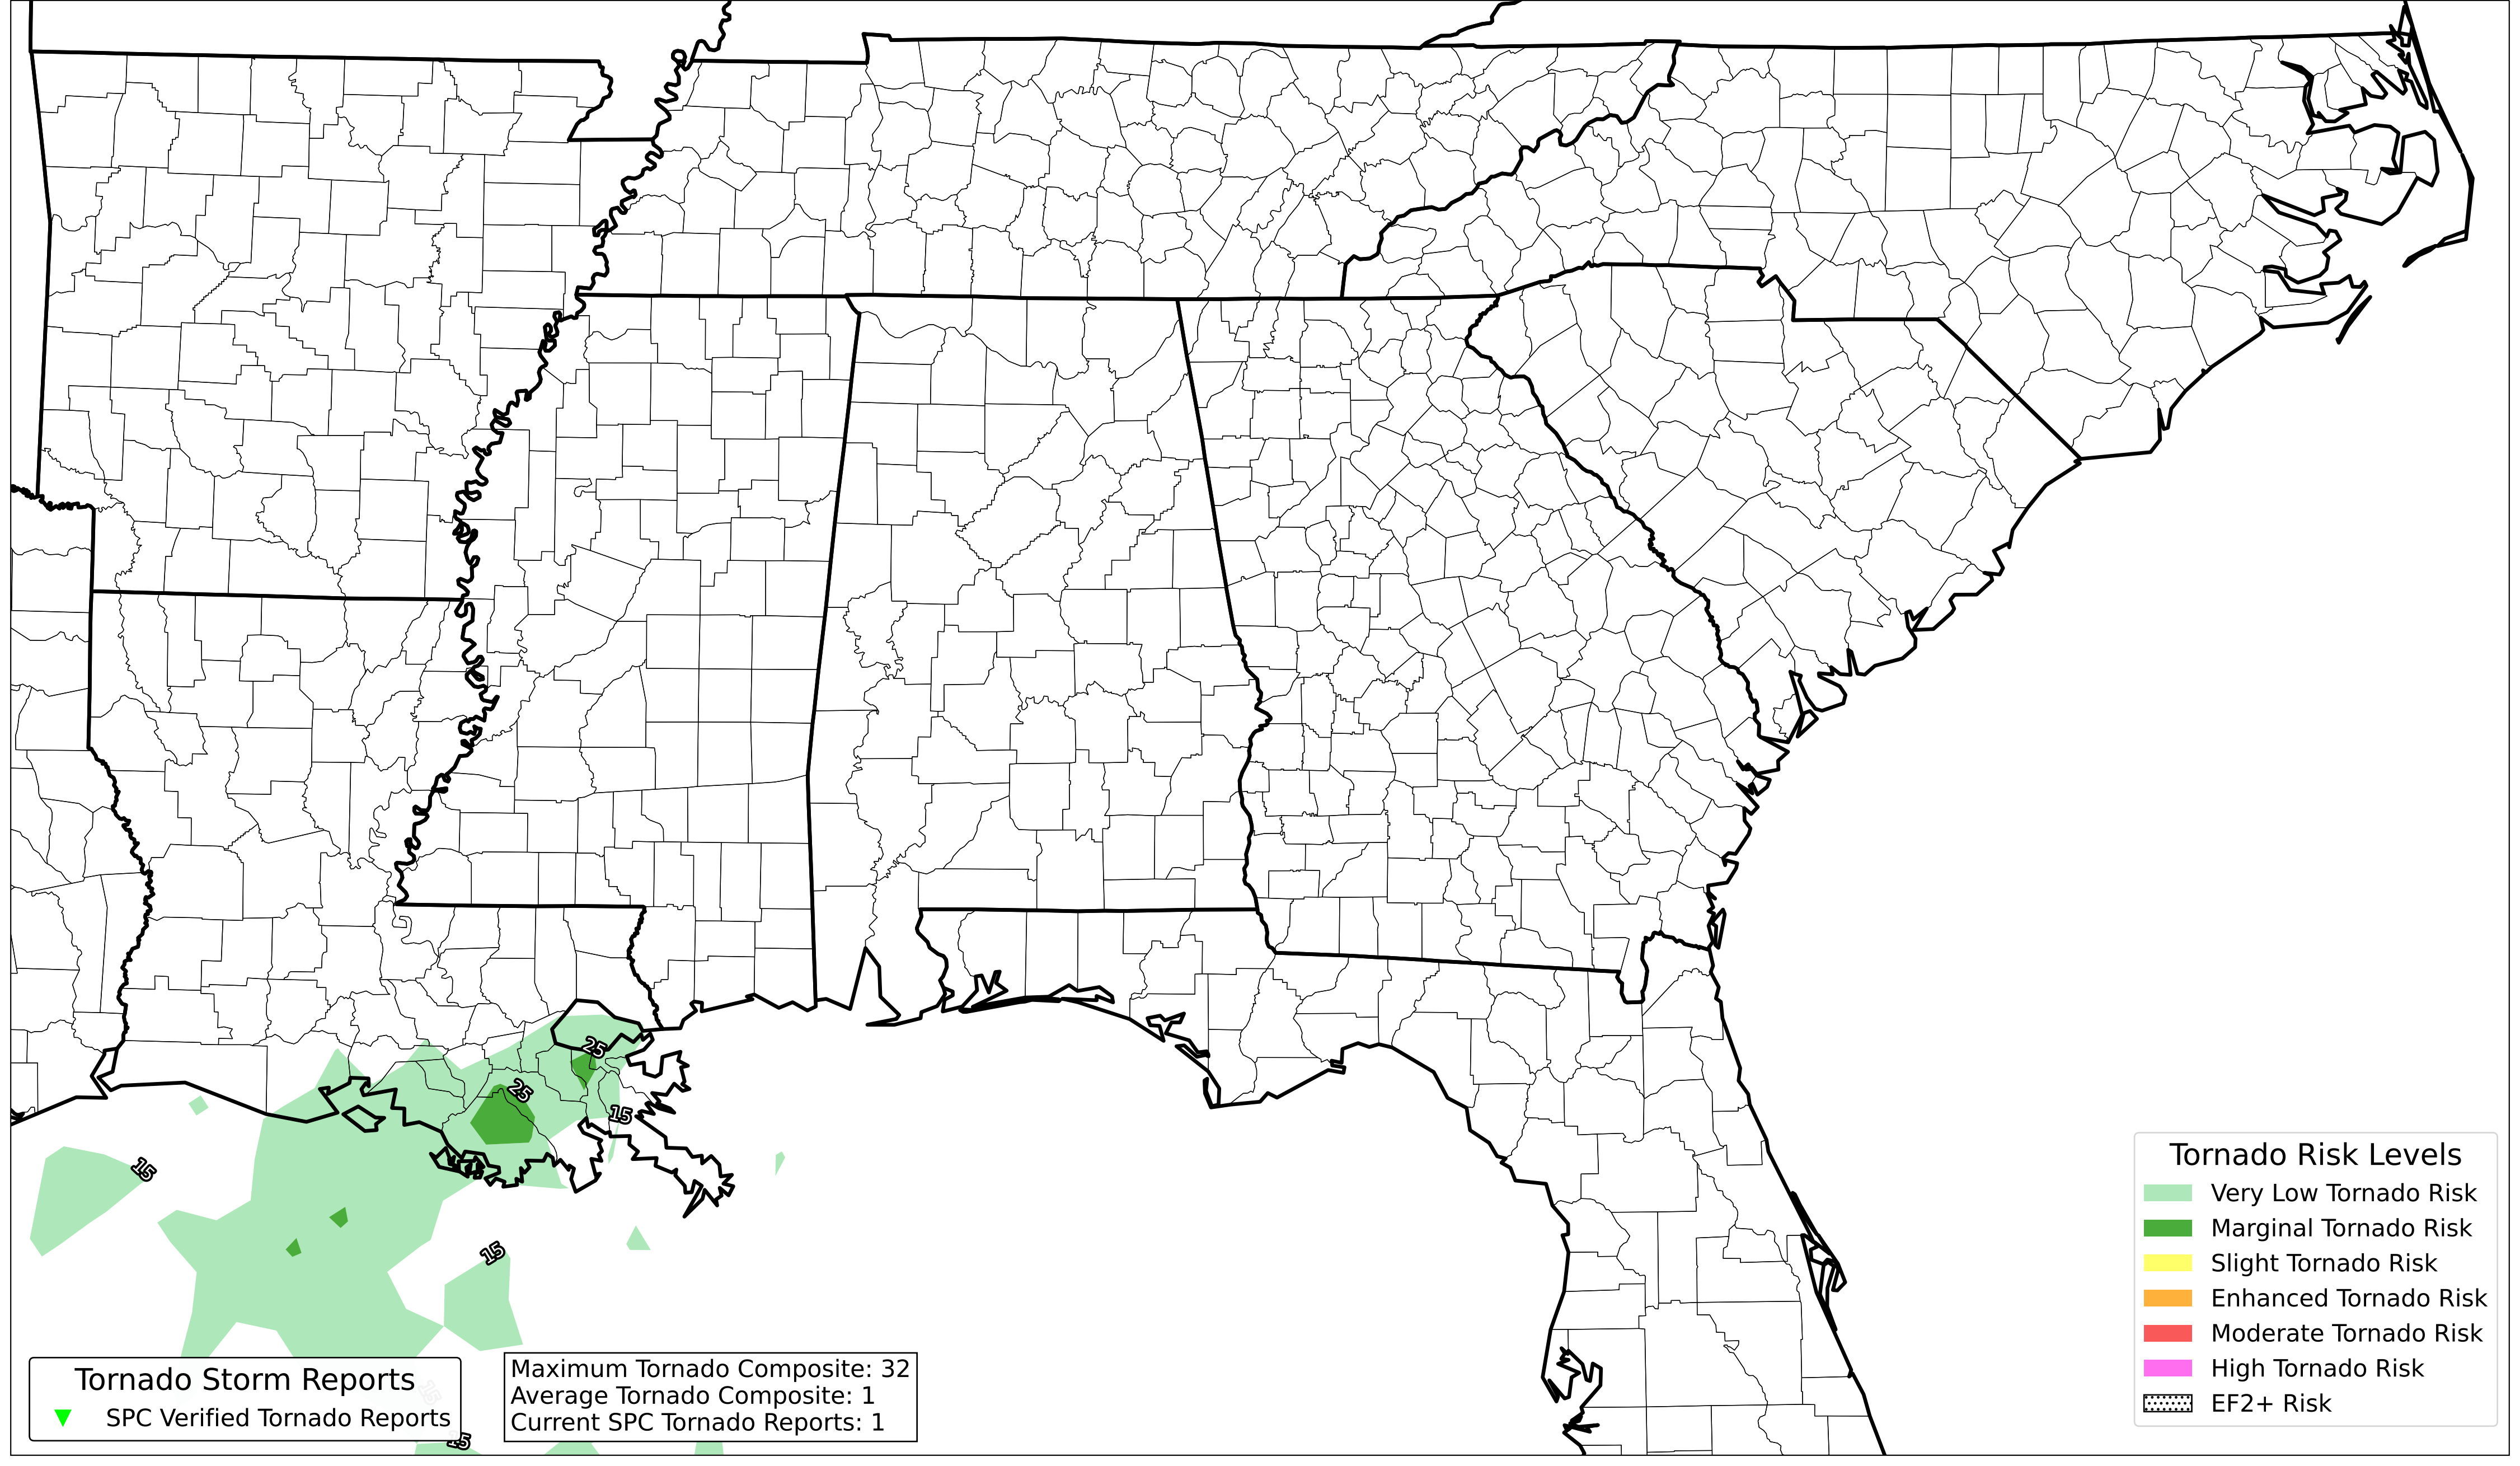 25
25
15
15
15
15
15
Tornado Risk Levels
Very Low Tornado Risk
Marginal Tornado Risk
Slight Tornado Risk
Enhanced Tornado Risk
Moderate Tornado Risk
High Tornado Risk
EF2+ Risk
Tornado Storm Reports
SPC Verified Tornado Reports
Maximum Tornado Composite: 32
Average Tornado Composite: 1
Current SPC Tornado Reports: 1